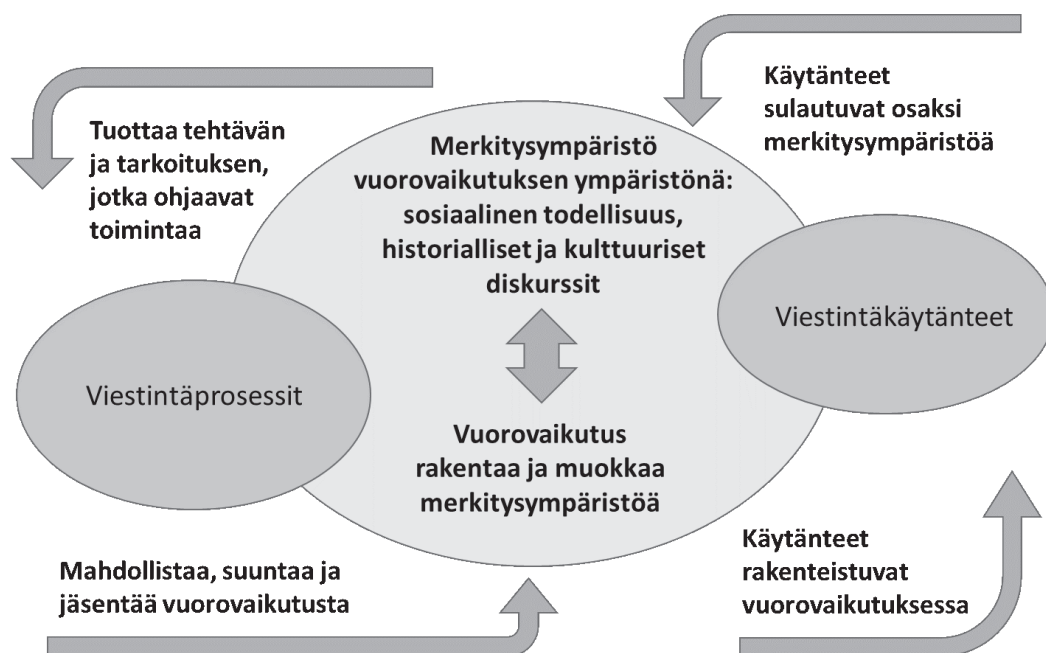 Tuottaa tehtävän
ja tarkoituksen,
jotka ohjaavat
toimintaa
Merkitysympäristö
vuorovaikutuksen ympäristönä:
sosiaalinen todellisuus,
historialliset ja kulttuuriset
diskurssit
Käytänteet
sulautuvat osaksi
merkitysympäristöä
Viestintäprosessit
Viestintäkäytänteet
Vuorovaikutus
rakentaa ja muokkaa
merkitysympäristöä
Mahdollistaa, suuntaa ja
jäsentää vuorovaikutusta
Käytänteet
rakenteistuvat
vuorovaikutuksessa